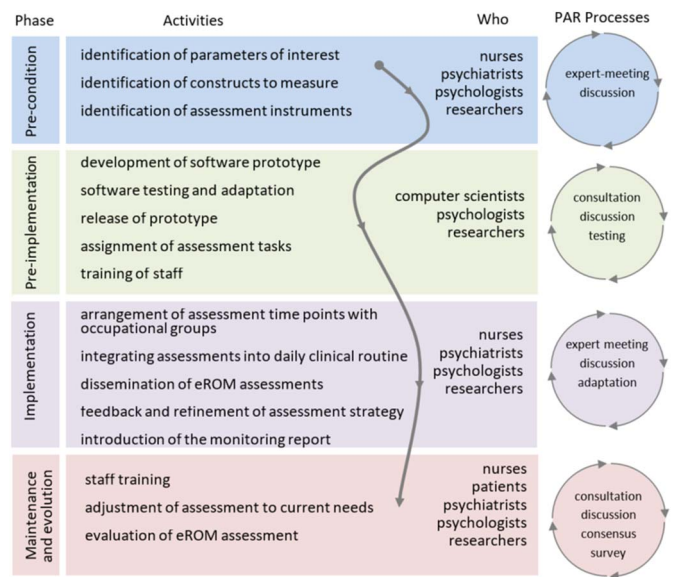 Phase Activities Who PAR Processes
Pre-condition
identification of parameters of interest
identification of constructs to measure
identification of assessment instruments
nurses
psychiatrists
psychologists
researchers
expert-meeting
discussion
Pre-implementation
development of software prototype
software testing and adaptation
release of prototype
assignment of assessment tasks
training of staff
computer scientists
psychologists
researchers
consultation
discussion
testing
Implementation
arrangement of assessment time points with
occupational groups
integrating assessments into daily clinical routine
dissemination of eROM assessments
feedback and refinement of assessment strategy
introduction of the monitoring report
nurses
psychiatrists
psychologists
researchers
expert meeting
discussion
adaptation
Maintenance
and evolution
staff training
adjustment of assessment to current needs
evaluation of eROM assessment
nurses
patients
psychiatrists
psychologists
researchers
consultation
discussion
consensus
survey